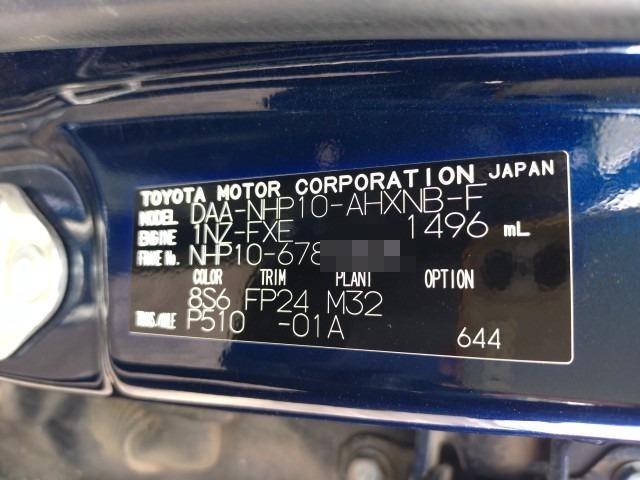 TOYOTA MOTOR CORPORATION JAPAN
MODEL DAA-NHP10-AHXNB-F
ENGINE 1NZ-FXE 1496 mL
FRAME No. NHP10-678
COLOR TRIM PLANT OPTION
8S6 FP24 M32
TRANS/AXLE P510 -01A 644